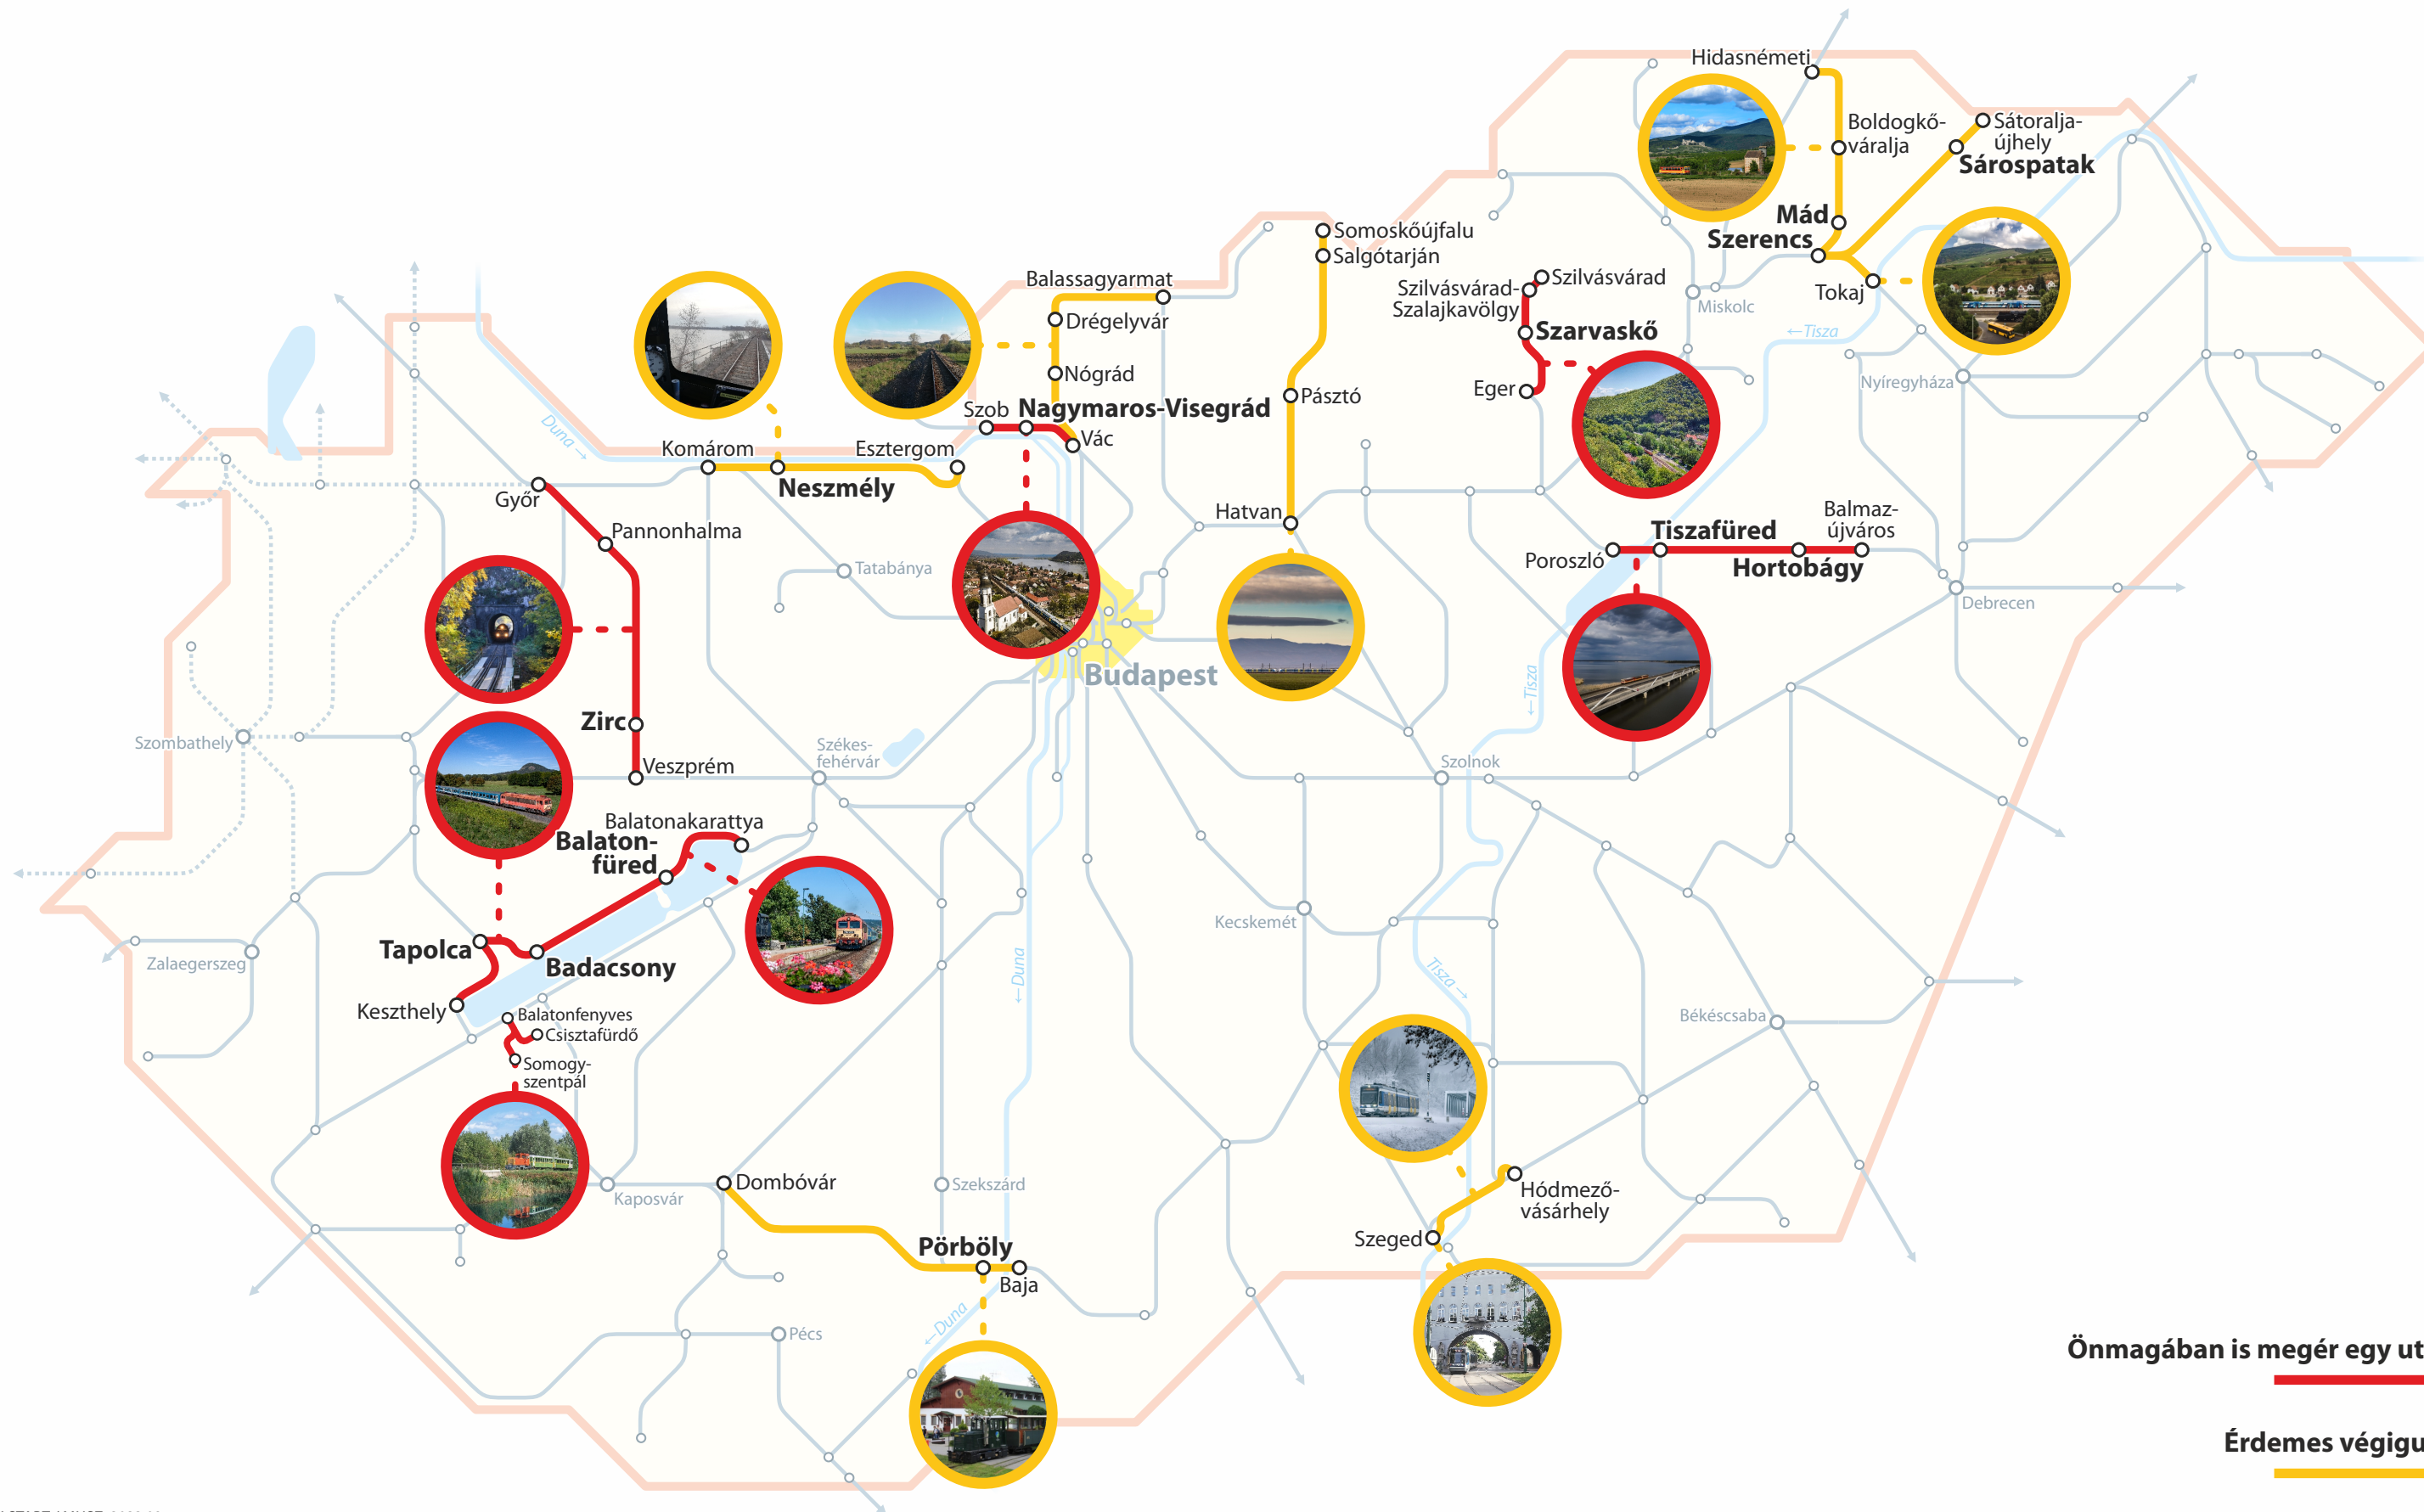 Hidasnémeti
Boldogkő-
váralja
Sátoralja-
újhely
Sárospatak
Mád
Szerencs
Tokaj
Somoskőújfalu
Salgótarján
Balassagyarmat
Drégelyvár
Nógrád
Szob
Nagymaros-Visegrád
Vác
Szilvásvárad
Szilvásvárad-
Szalajkavölgy
Szarvaskő
Eger
Miskolc
←Tisza
Nyíregyháza
Pásztó
Hatvan
Duna →
Komárom
Esztergom
Neszmély
Győr
Pannonhalma
Tatabánya
Poroszló
Tiszafüred
Hortobágy
Balmaz-
újváros
Debrecen
Budapest
←Tisza
Zirc
Veszprém
Szombathely
Székes-
fehérvár
Szolnok
Balatonakarattya
Balaton-
füred
Kecskemét
Tapolca
Badacsony
Zalaegerszeg
Keszthely
←Duna
Tisza→
Balatonfenyves
Csisztafürdő
Somogy-
szentpál
Békéscsaba
Kaposvár
Dombóvár
Szekszárd
Hódmező-
vásárhely
Szeged
Pörböly
Baja
←Duna
Pécs
Önmagában is megér egy ut
Érdemes végigu